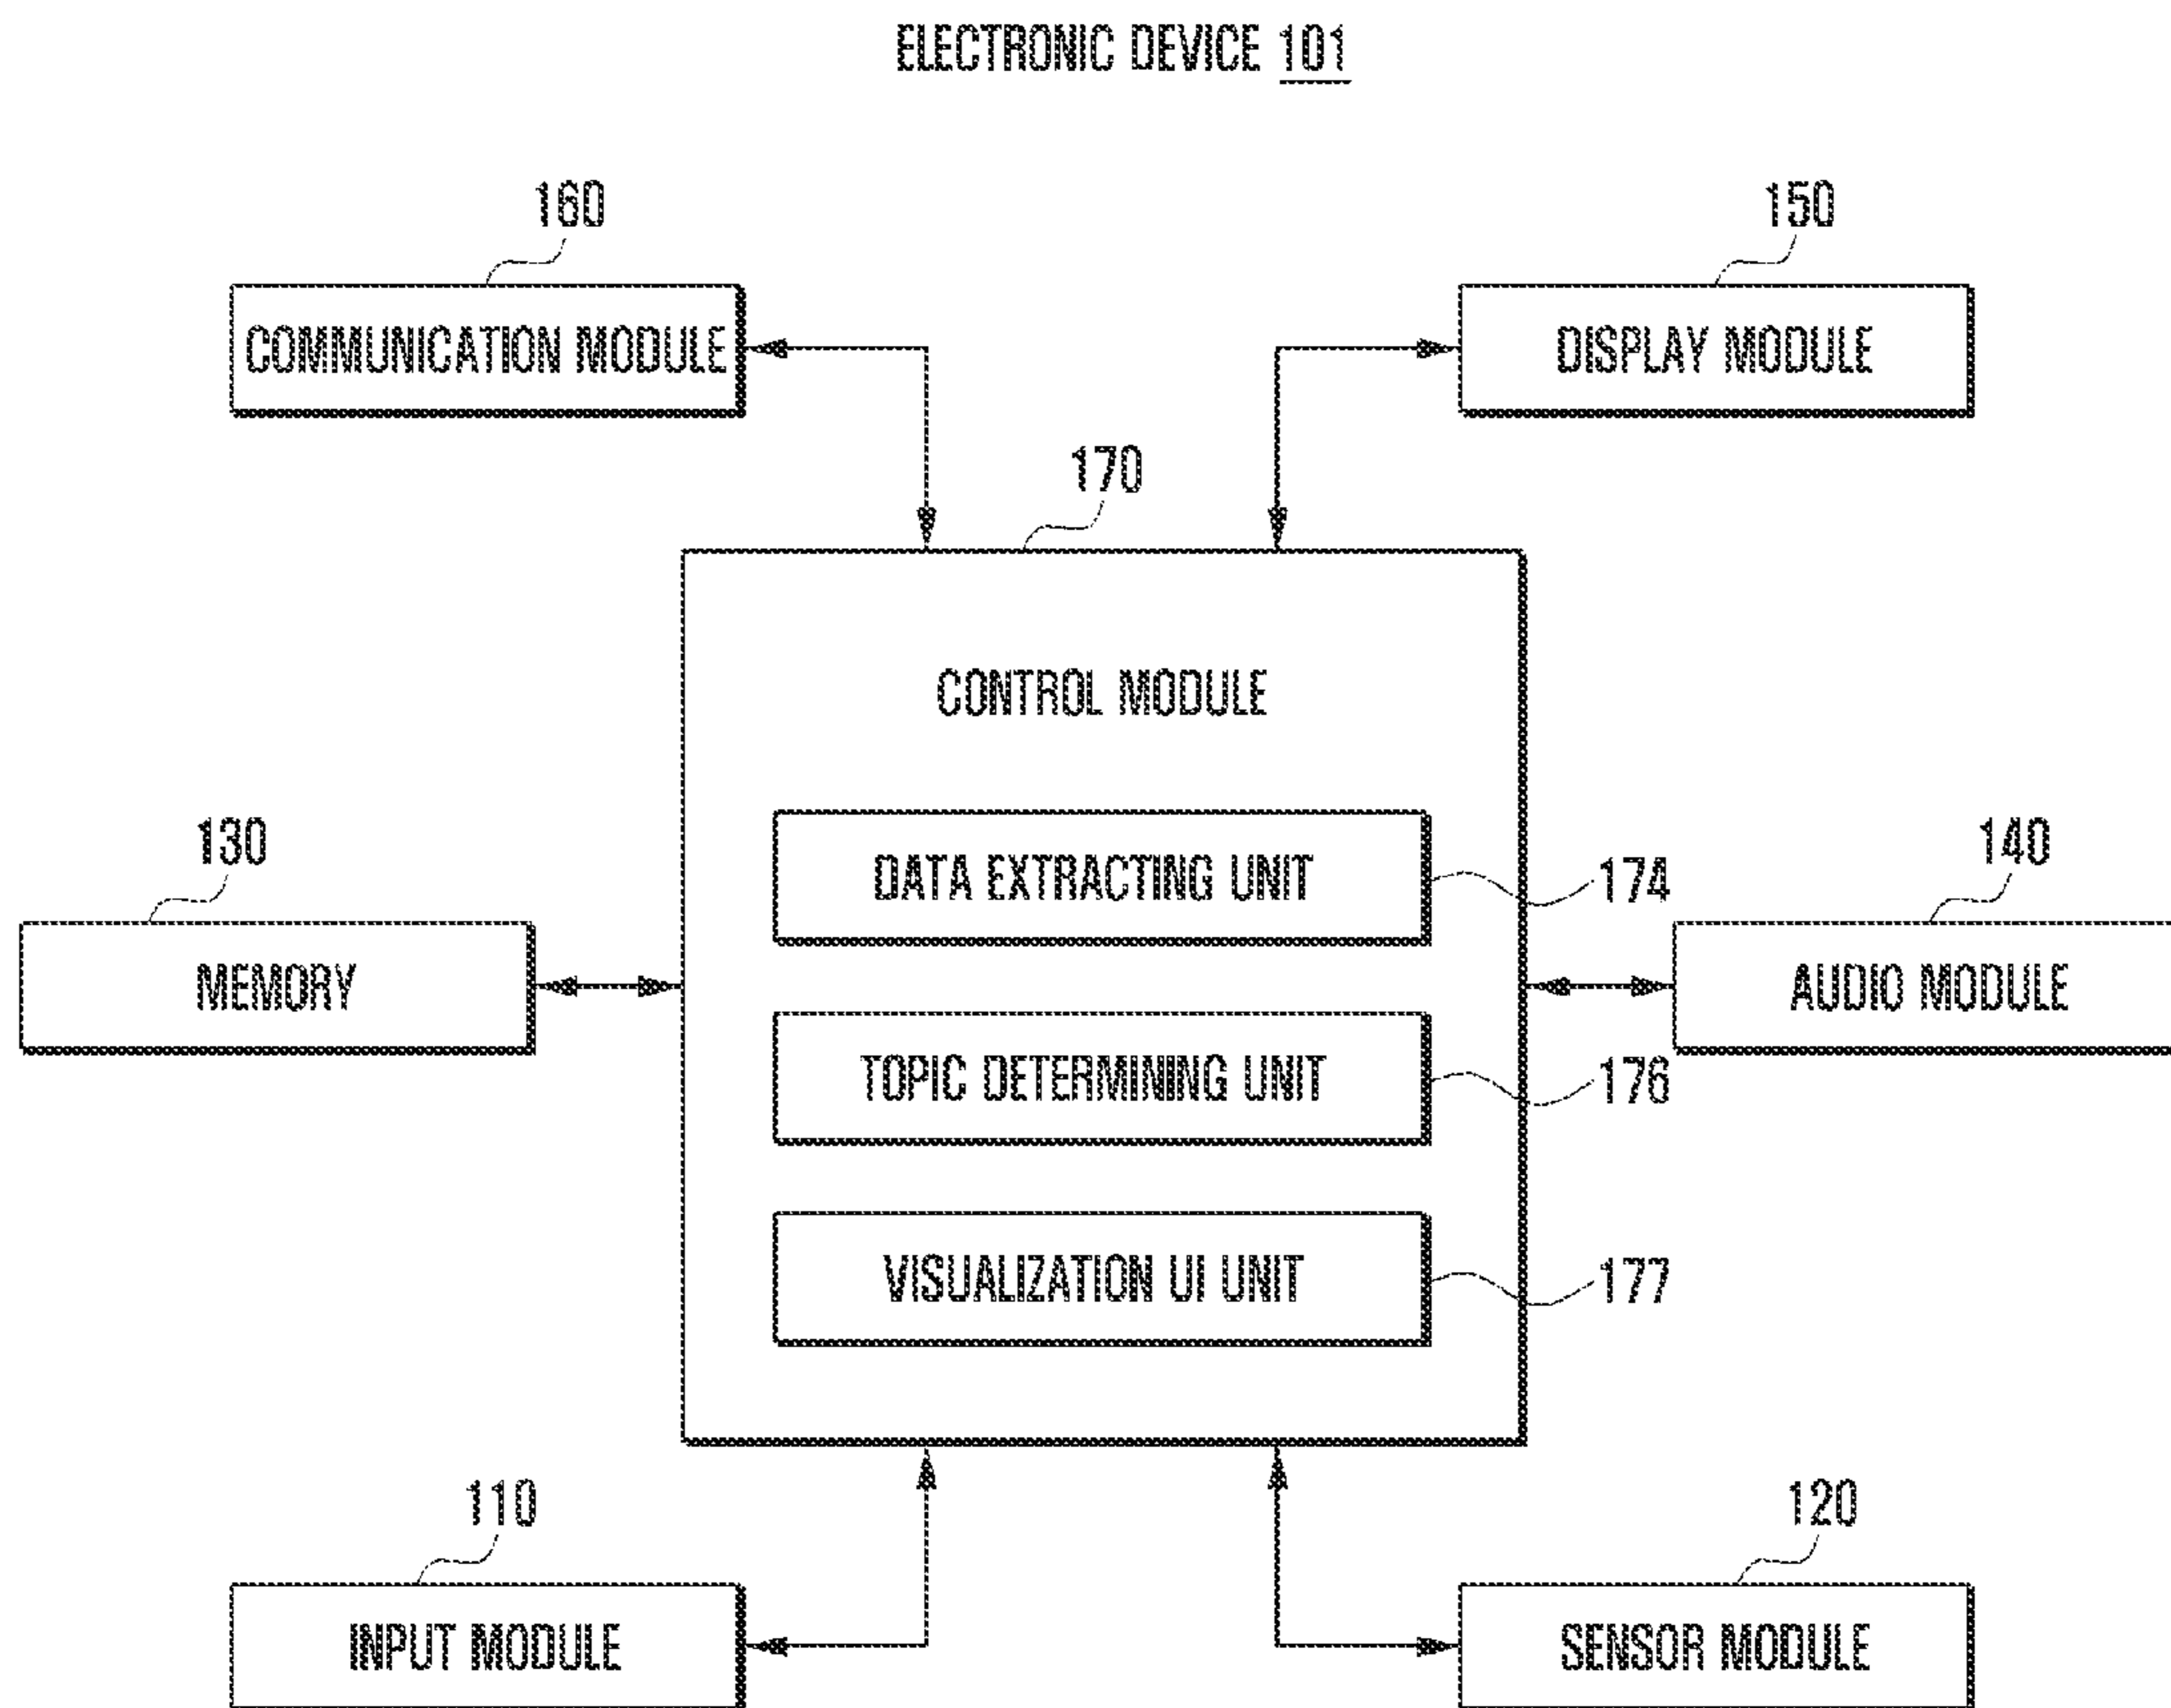 ELECTRONIC DEVICE 101
160
150
COMMUNICATION MODULE
DISPLAY MODULE
170
CONTROL MODULE
130
DATA EXTRACTING UNIT
174
140
MEMORY
AUDIO MODULE
TOPIC DETERMINING UNIT
176
VISUALIZATION UI UNIT
177
110
120
INPUT MODULE
SENSOR MODULE